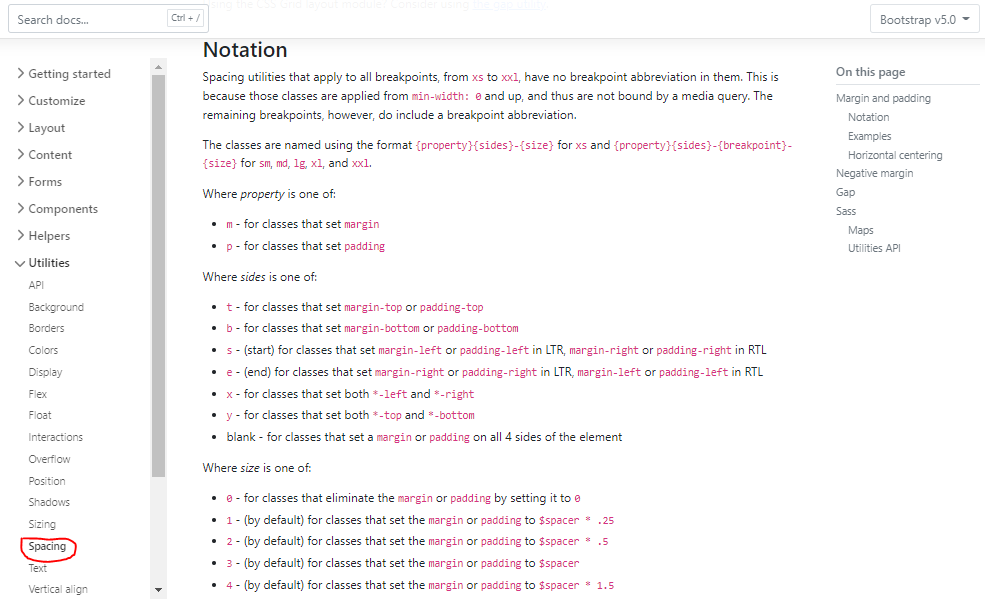 sing the CSS Grid layout module? Consider using the gap utility.
Search docs...
Ctrl + /
Bootstrap v5.0
Getting started
Customize
Layout
Content
Forms
Components
Helpers
Utilities
API
Background
Borders
Colors
Display
Flex
Float
Interactions
Overflow
Position
Shadows
Sizing
Spacing
Text
Vertical align
Notation
Spacing utilities that apply to all breakpoints, from xs to xxl, have no breakpoint abbreviation in them. This is
because those classes are applied from min-width: 0 and up, and thus are not bound by a media query. The
remaining breakpoints, however, do include a breakpoint abbreviation.
The classes are named using the format {property}{sides}-{size} for xs and {property}{sides}-{breakpoint}-
{size} for sm, md, lg, xl, and xxl.
Where property is one of:
• m - for classes that set margin
• p - for classes that set padding
Where sides is one of:
• t - for classes that set margin-top or padding-top
• b - for classes that set margin-bottom or padding-bottom
• s - (start) for classes that set margin-left or padding-left in LTR, margin-right or padding-right in RTL
• e - (end) for classes that set margin-right or padding-right in LTR, margin-left or padding-left in RTL
• x - for classes that set both *-left and *-right
• y - for classes that set both *-top and *-bottom
• blank - for classes that set a margin or padding on all 4 sides of the element
Where size is one of:
• 0 - for classes that eliminate the margin or padding by setting it to 0
• 1 - (by default) for classes that set the margin or padding to $spacer * .25
• 2 - (by default) for classes that set the margin or padding to $spacer * .5
• 3 - (by default) for classes that set the margin or padding to $spacer
• 4 - (by default) for classes that set the margin or padding to $spacer * 1.5
On this page
Margin and padding
Notation
Examples
Horizontal centering
Negative margin
Gap
Sass
Maps
Utilities API